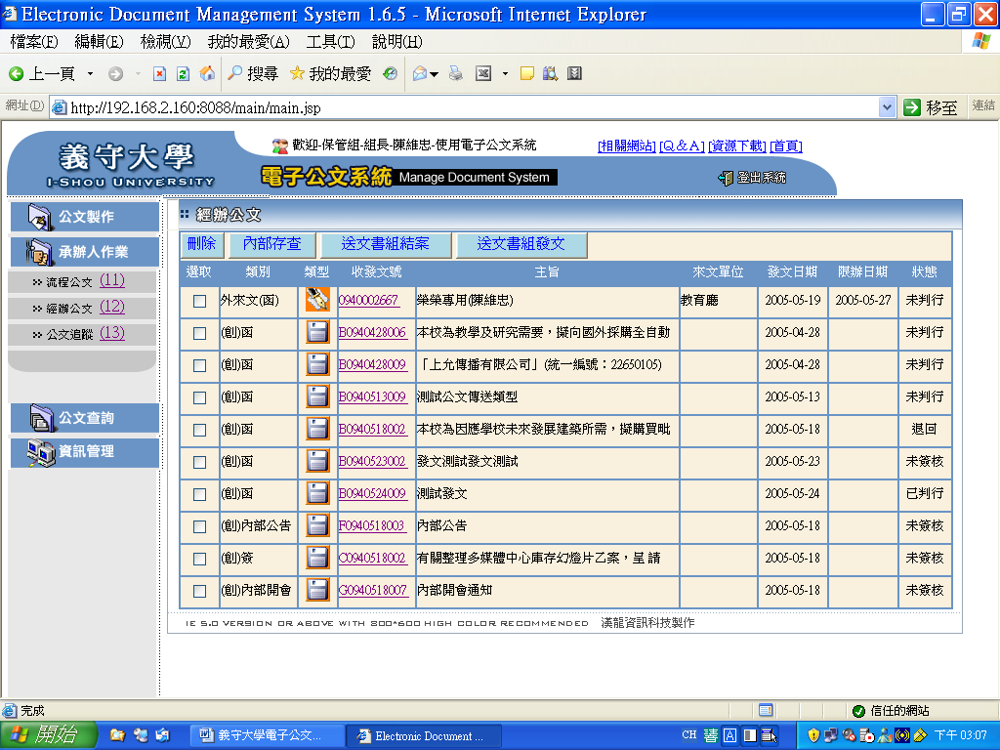 Electronic Document Management System 1.6.5 - Microsoft Internet Explorer
檔案(F) 編輯(E) 檢視(V) 我的最愛(A) 工具(T) 說明(H)
上一頁 搜尋 我的最愛
網址(D) http://192.168.2.160:8088/main/main.jsp 移至 連結
義守大學
I-SHOU UNIVERSITY
歡迎-保管組-組長-陳維忠-使用電子公文系統
[相關網站] [Q&A] [資源下載] [首頁]
電子公文系統 Manage Document System
登出系統
公文製作
承辦人作業
流程公文 (11)
經辦公文 (12)
公文追蹤 (13)
公文查詢
資訊管理
經辦公文
刪除 內部存查 送文書組結案 送文書組發文
選取 類別 類型 收發文號 主旨 來文單位 發文日期 限辦日期 狀態
外來文(函) 0940002667 榮榮專用(陳維忠) 教育廳 2005-05-19 2005-05-27 未判行
(創)函 B0940428006 本校為教學及研究需要，擬向國外採購全自動 2005-04-28 未判行
(創)函 B0940428009 「上允傳播有限公司」(統一編號：22650105) 2005-04-28 未判行
(創)函 B0940513009 測試公文傳送類型 2005-05-13 未判行
(創)函 B0940518002 本校為因應學校未來發展建築所需，擬購買毗 2005-05-18 退回
(創)函 B0940523002 發文測試發文測試 2005-05-23 未簽核
(創)函 B0940524009 測試發文 2005-05-24 已判行
(創)內部公告 F0940518003 內部公告 2005-05-18 未簽核
(創)簽 C0940518002 有關整理多媒體中心庫存幻燈片乙案，呈 請 2005-05-18 未簽核
(創)內部開會 G0940518007 內部開會通知 2005-05-18 未簽核
IE 5.0 VERSION OR ABOVE WITH 800*600 HIGH COLOR RECOMMENDED 漢龍資訊科技製作
完成 信任的網站
開始 義守大學電子公文... Electronic Document ... CH A 下午 03:07